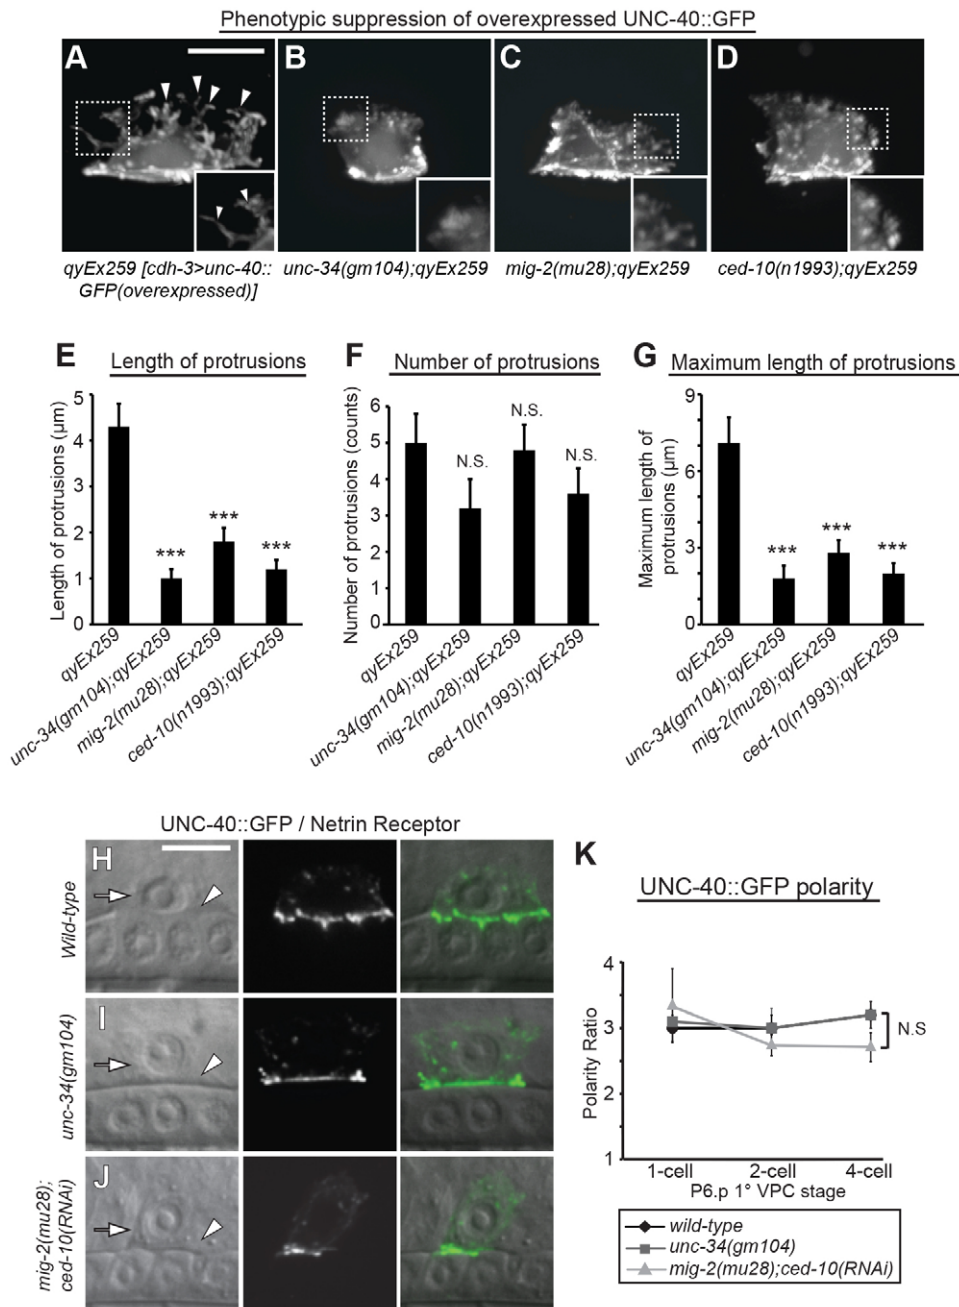 Phenotypic suppression of overexpressed UNC-40::GFP
A
B
C
D
qyEx259 [cdh-3>unc-40::
GFP(overexpressed)]
unc-34(gm104);qyEx259
mig-2(mu28);qyEx259
ced-10(n1993);qyEx259
E
Length of protrusions
Length of protrusions (µm)
5
4
3
2
1
0
***
***
***
qyEx259
unc-34(gm104);qyEx259
mig-2(mu28);qyEx259
ced-10(n1993);qyEx259
F
Number of protrusions
Number of protrusions (counts)
6
5
4
3
2
1
0
N.S.
N.S.
N.S.
qyEx259
unc-34(gm104);qyEx259
mig-2(mu28);qyEx259
ced-10(n1993);qyEx259
G
Maximum length of protrusions
Maximum length of
protrusions (µm)
9
6
3
0
***
***
***
qyEx259
unc-34(gm104);qyEx259
mig-2(mu28);qyEx259
ced-10(n1993);qyEx259
UNC-40::GFP / Netrin Receptor
H
Wild-type
I
unc-34(gm104)
J
mig-2(mu28);
ced-10(RNAi)
K
UNC-40::GFP polarity
Polarity Ratio
4
3
2
1
N.S
1-cell
2-cell
4-cell
P6.p 1° VPC stage
wild-type
unc-34(gm104)
mig-2(mu28);ced-10(RNAi)